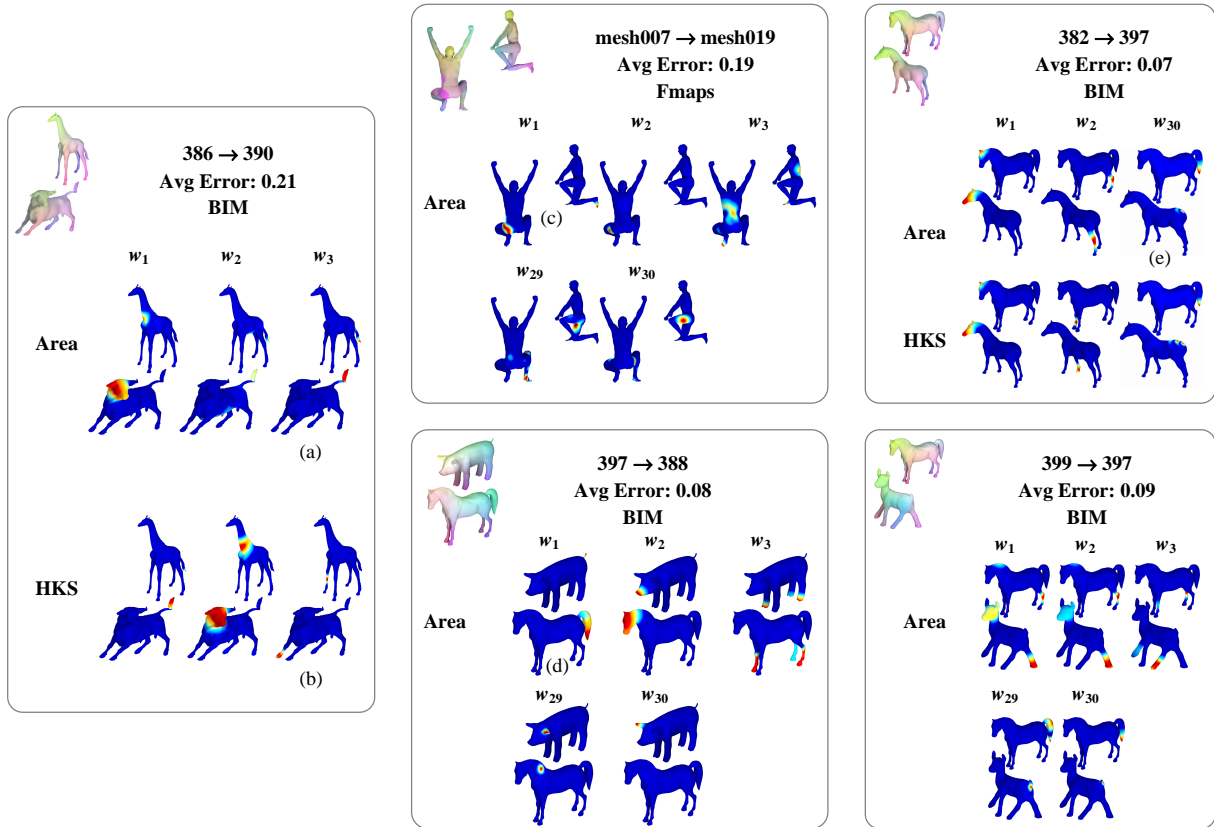 386 → 390
Avg Error: 0.21
BIM
w1 w2 w3
Area
(a)
HKS
(b)
mesh007 → mesh019
Avg Error: 0.19
Fmaps
w1 w2 w3
Area
(c)
w29 w30
382 → 397
Avg Error: 0.07
BIM
w1 w2 w30
Area
(e)
HKS
397 → 388
Avg Error: 0.08
BIM
w1 w2 w3
Area
(d)
w29 w30
399 → 397
Avg Error: 0.09
BIM
w1 w2 w3
Area
w29 w30